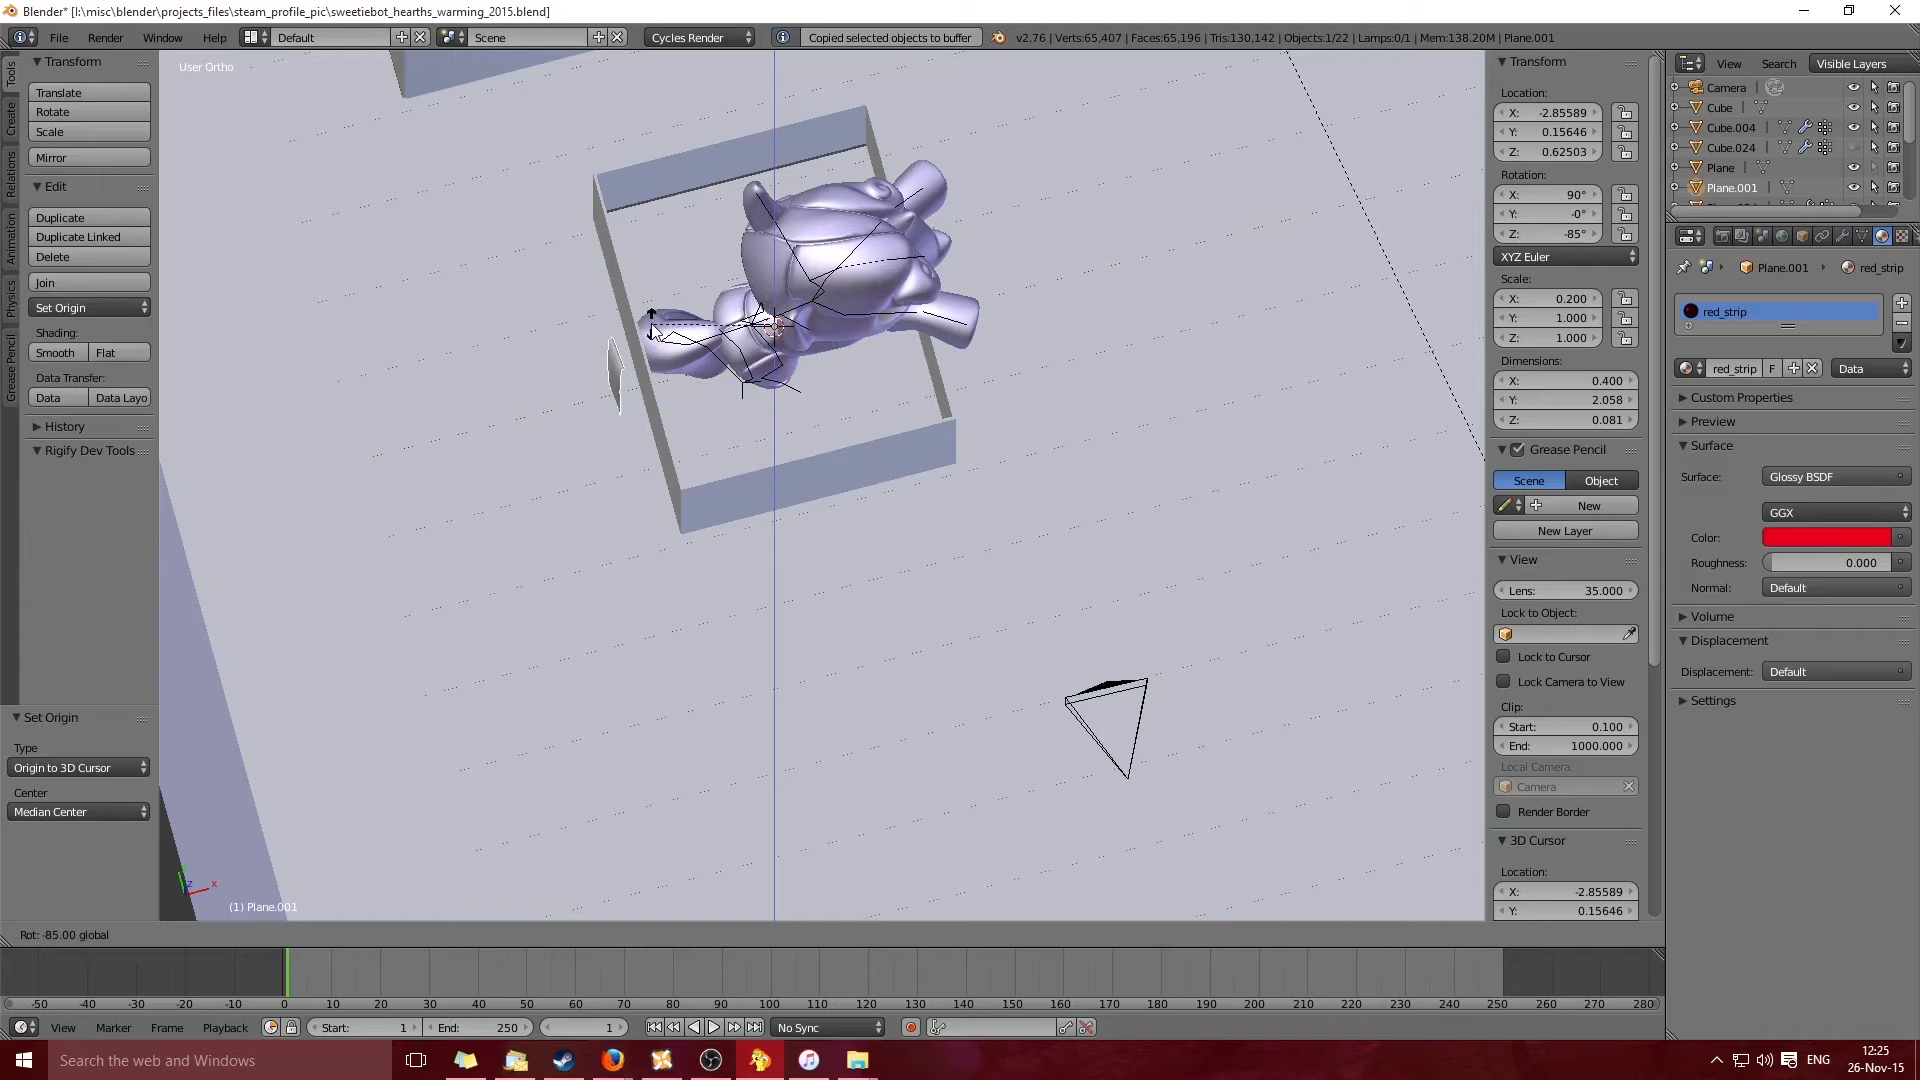 Blender* [I:\misc\blender\projects_files\steam_profile_pic\sweetiebot_hearths_warming_2015.blend]
File Render Window Help Default Scene Cycles Render Copied selected objects to buffer v2.76 | Verts:65,407 | Faces:65,196 | Tris:130,142 | Objects:1/22 | Lamps:0/1 | Mem:138.20M | Plane.001
Tools
Create
Relations
Animation
Physics
Grease Pencil
Transform
Translate
Rotate
Scale
Mirror
Edit
Duplicate
Duplicate Linked
Delete
Join
Set Origin
Shading:
Smooth Flat
Data Transfer:
Data Data Layo
History
Rigify Dev Tools
Set Origin
Type
Origin to 3D Cursor
Center
Median Center
User Ortho
z x
(1) Plane.001
Rot: -85.00 global
Transform
Location:
X: -2.85589
Y: 0.15646
Z: 0.62503
Rotation:
X: 90°
Y: -0°
Z: -85°
XYZ Euler
Scale:
X: 0.200
Y: 1.000
Z: 1.000
Dimensions:
X: 0.400
Y: 2.058
Z: 0.081
Grease Pencil
Scene Object
New
New Layer
View
Lens: 35.000
Lock to Object:
Lock to Cursor
Lock Camera to View
Clip:
Start: 0.100
End: 1000.000
Local Camera:
Camera
Render Border
3D Cursor
Location:
X: -2.85589
Y: 0.15646
View Search Visible Layers
Camera
Cube
Cube.004
Cube.024
Plane
Plane.001
Plane.001 red_strip
red_strip
red_strip F Data
Custom Properties
Preview
Surface
Surface: Glossy BSDF
GGX
Color:
Roughness: 0.000
Normal: Default
Volume
Displacement
Displacement: Default
Settings
-50 -40 -30 -20 -10 0 10 20 30 40 50 60 70 80 90 100 110 120 130 140 150 160 170 180 190 200 210 220 230 240 250 260 270 280
View Marker Frame Playback Start: 1 End: 250 1 No Sync
Search the web and Windows
ENG
12:25
26-Nov-15